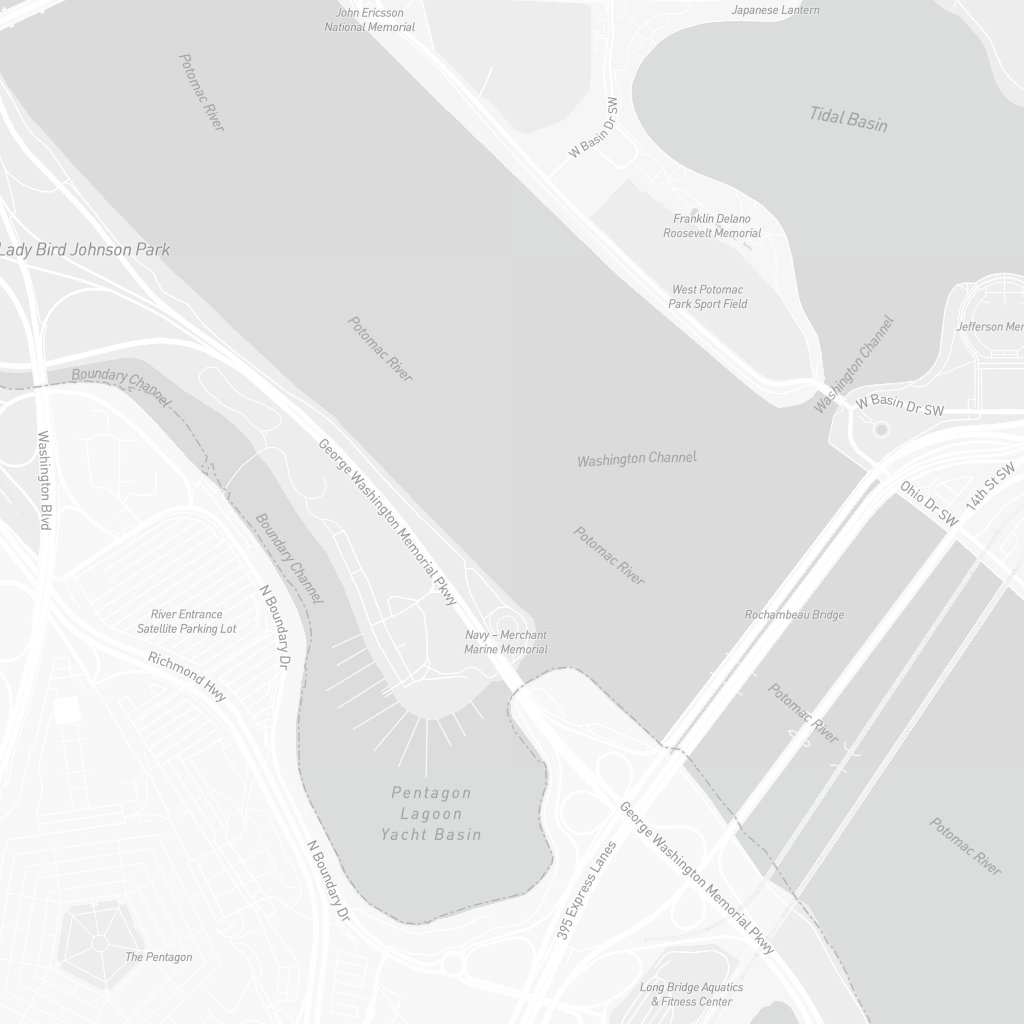 John Ericsson
National Memorial
Japanese Lantern
Potomac River
Tidal Basin
W Basin Dr SW
Franklin Delano
Roosevelt Memorial
Lady Bird Johnson Park
West Potomac
Park Sport Field
Potomac River
Washington Channel
Jefferson Mem
Boundary Channel
W Basin Dr SW
Washington Channel
Washington Blvd
George Washington Memorial Pkwy
Ohio Dr SW
14th St SW
Boundary Channel
Potomac River
River Entrance
Satellite Parking Lot
N Boundary Dr
Navy – Merchant
Marine Memorial
Rochambeau Bridge
Richmond Hwy
Potomac River
Pentagon
Lagoon
Yacht Basin
George Washington Memorial Pkwy
Potomac River
N Boundary Dr
395 Express Lanes
The Pentagon
Long Bridge Aquatics
& Fitness Center